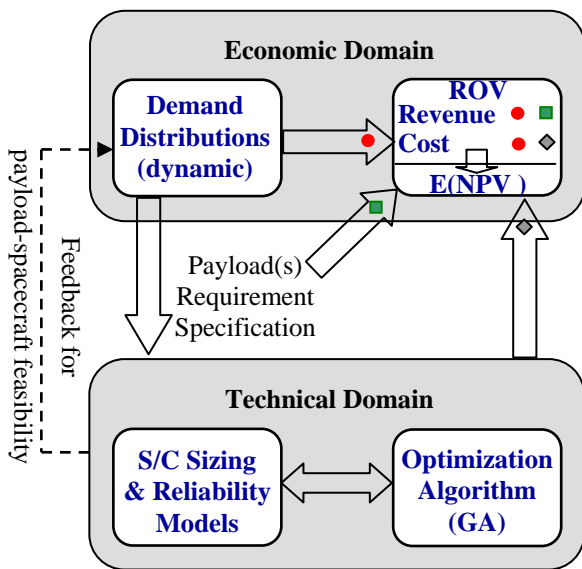 Economic Domain
Demand
Distributions
(dynamic)
ROV
Revenue
Cost
E(NPV )
Payload(s)
Requirement
Specification
Feedback for
payload-spacecraft feasibility
Technical Domain
S/C Sizing
& Reliability
Models
Optimization
Algorithm
(GA)